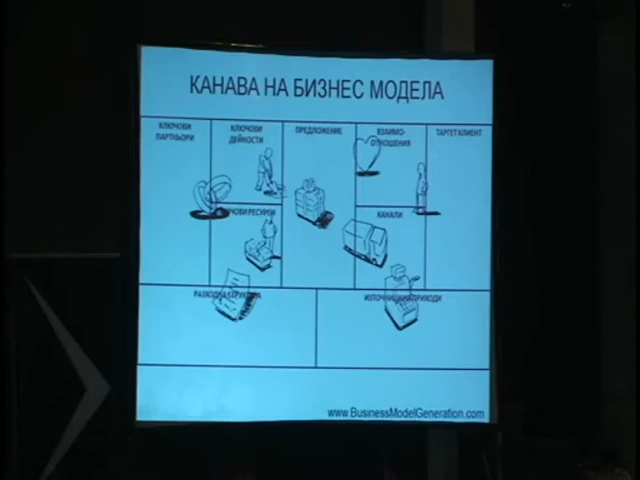 КАНАВА НА БИЗНЕС МОДЕЛА
КЛЮЧОВИ
ПАРТНЬОРИ
КЛЮЧОВИ
ДЕЙНОСТИ
ПРЕДЛОЖЕНИЕ
ВЗАИМО-
ОТНОШЕНИЯ
ТАРГЕТ КЛИЕНТ
КАНАЛИ
www.BusinessModelGeneration.com